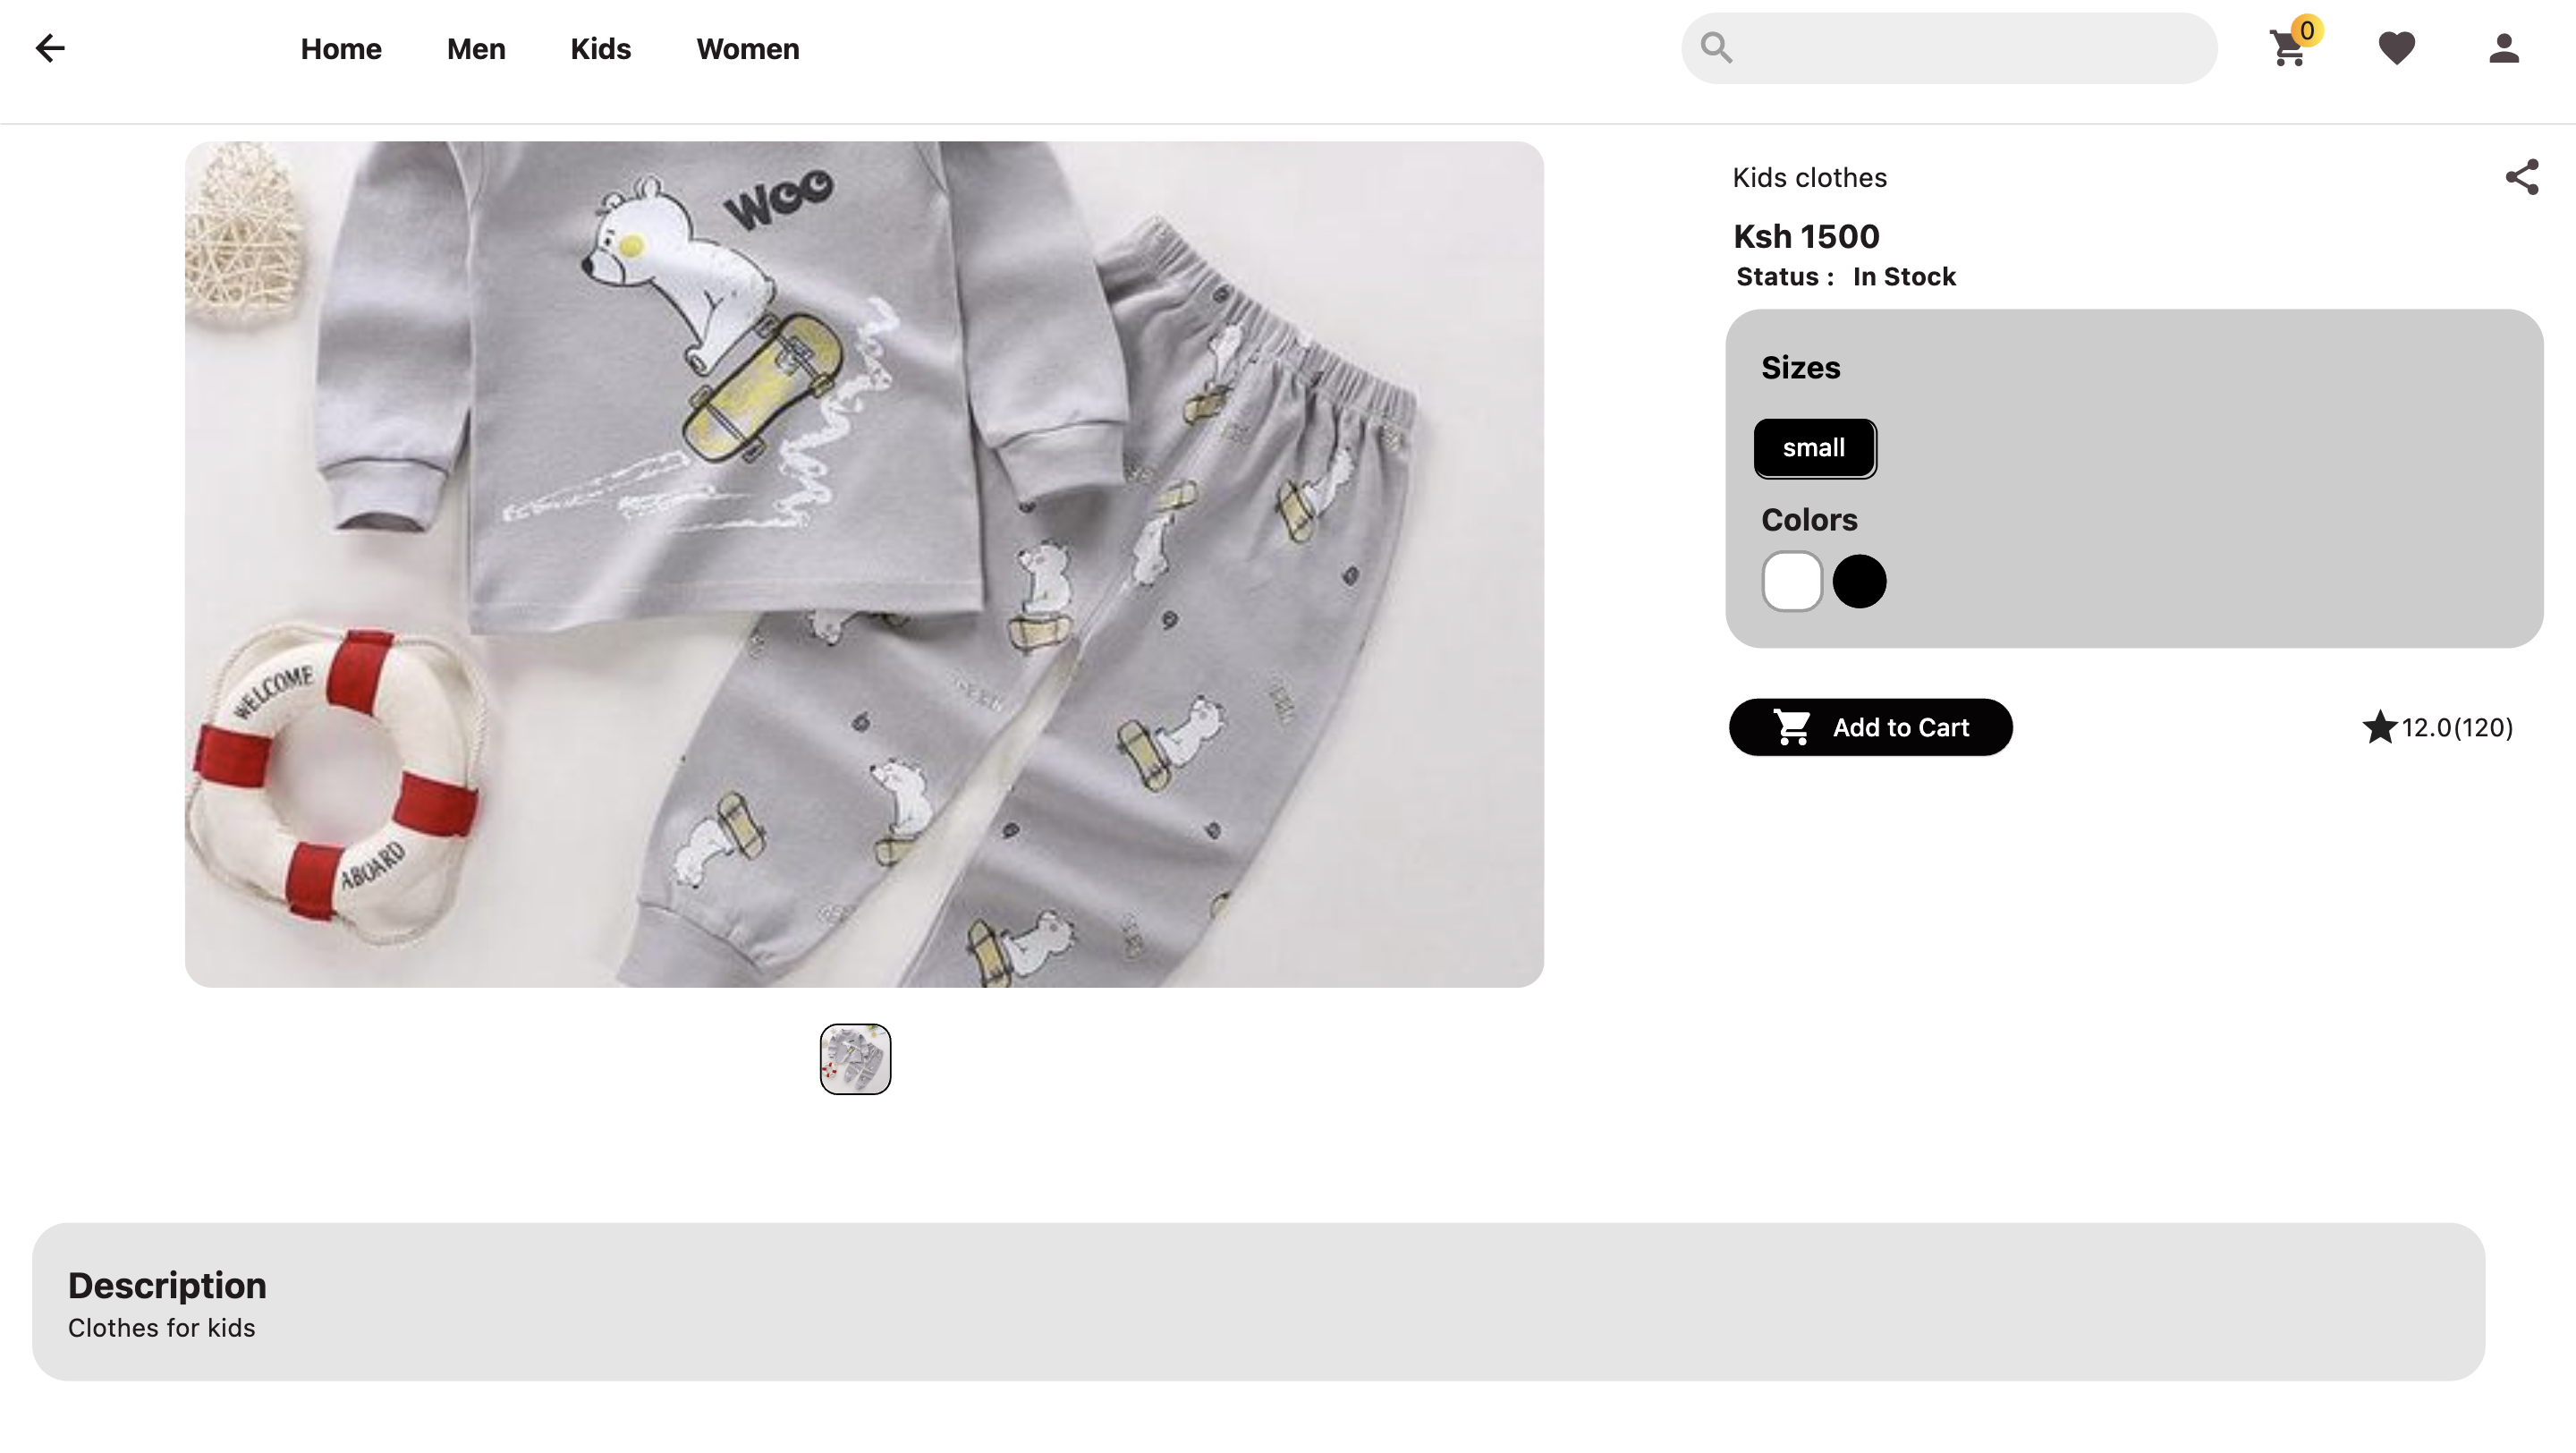 Home Men Kids Women
0
Kids clothes
Ksh 1500
Status : In Stock
Woo
Sizes
small
Colors
WELCOME
ABOARD
Add to Cart
12.0(120)
Description
Clothes for kids